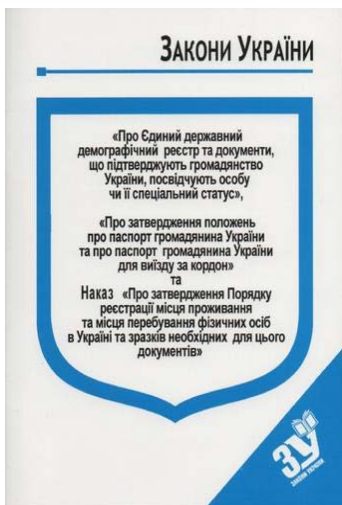 Закони України
«Про Єдиний державний
демографічний реєстр та документи,
що підтверджують громадянство
України, посвідчують особу
чи її спеціальний статус»,
«Про затвердження положень
про паспорт громадянина України
та про паспорт громадянина України
для виїзду за кордон»
та
Наказ «Про затвердження Порядку
реєстрації місця проживання
та місця перебування фізичних осіб
в Україні та зразків необхідних для цього
документів»
ЗУ
ЗАКОНИ УКРАЇНИ